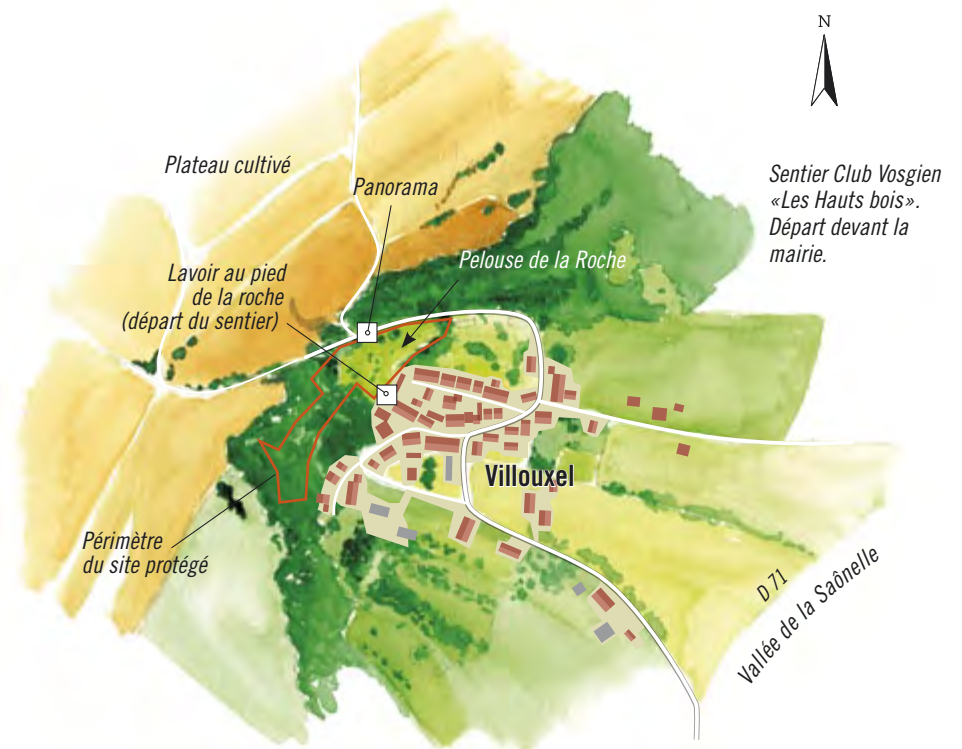 N
Plateau cultivé
Panorama
Sentier Club Vosgien
«Les Hauts bois».
Départ devant la
mairie.
Lavoir au pied
de la roche
(départ du sentier)
Pelouse de la Roche
Villouxel
Périmètre
du site protégé
D 71
Vallée de la Saônelle